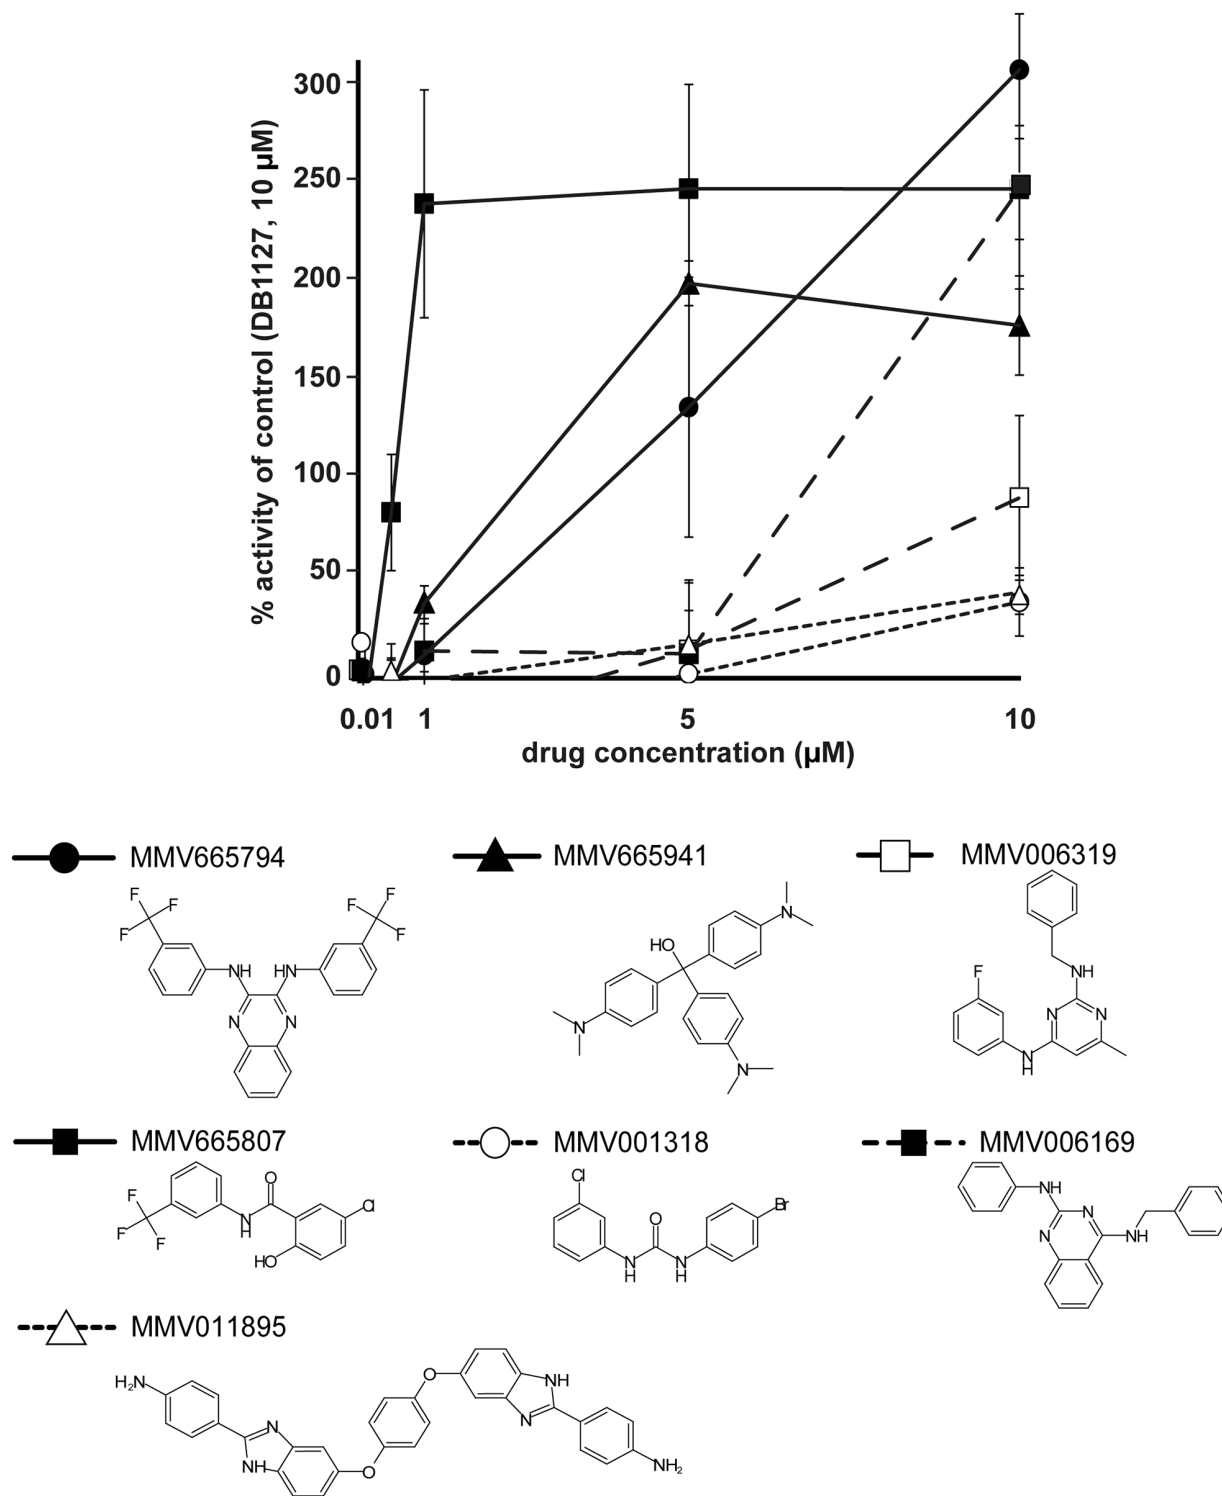 % activity of control (DB1127, 10 µM)
300
250
200
150
100
50
0
0.01 1 5 10
drug concentration (µM)
MMV665794 MMV665941 MMV006319
F F F F F F
NH HN
N N
HO
N
N
N
F
NH
N N
N
H
MMV665807 MMV001318 MMV006169
F F F
O
N
H
HO
Cl
Cl
O
N
H
N
H
Br
NH
N
N
NH
MMV011895
H2N
N
NH
O
O
NH
N
NH2